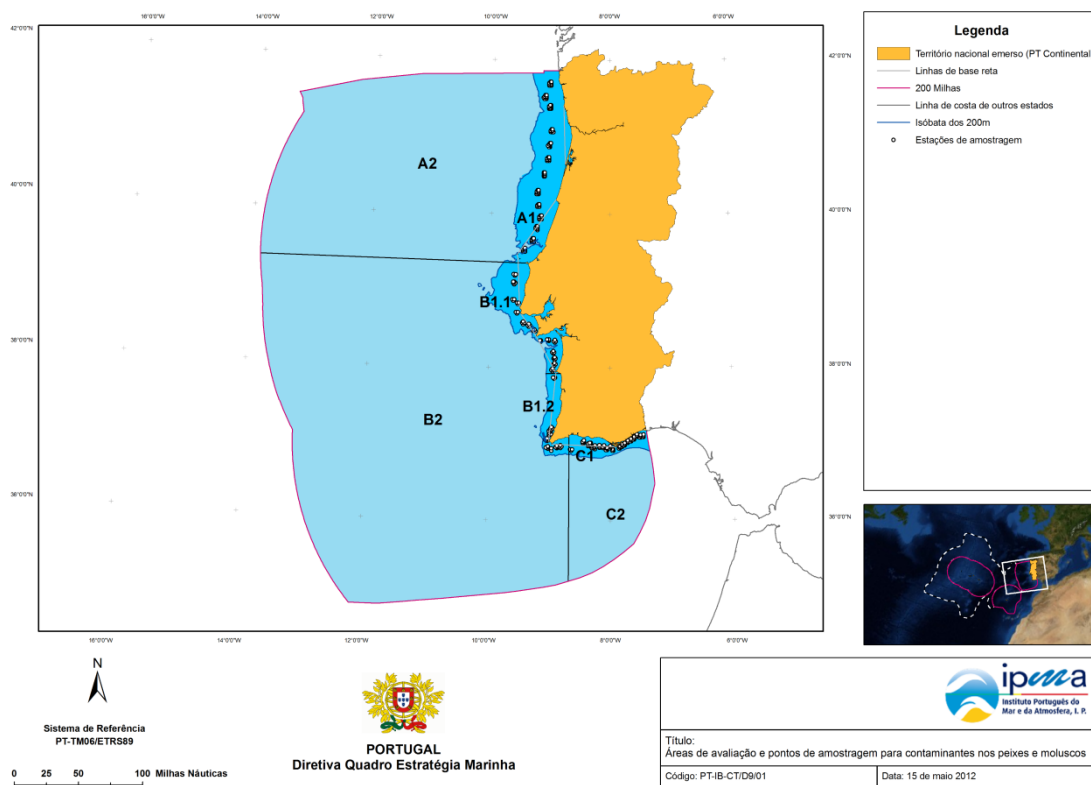 16°0'0"W
14°0'0"W
12°0'0"W
10°0'0"W
8°0'0"W
6°0'0"W
42°0'0"N
42°0'0"N
40°0'0"N
40°0'0"N
38°0'0"N
38°0'0"N
36°0'0"N
36°0'0"N
16°0'0"W
14°0'0"W
12°0'0"W
10°0'0"W
8°0'0"W
6°0'0"W
A2
A1
B1.1
B1.2
B2
C1
C2
Legenda
Território nacional emerso (PT Continental
Linhas de base reta
200 Milhas
Linha de costa de outros estados
Isóbata dos 200m
Estações de amostragem
N
Sistema de Referência
PT-TM06/ETRS89
0 25 50 100 Milhas Náuticas
PORTUGAL
Diretiva Quadro Estratégia Marinha
ipma
Instituto Português do
Mar e da Atmosfera, I. P.
Título:
Áreas de avaliação e pontos de amostragem para contaminantes nos peixes e moluscos
Código: PT-IB-CT/D9/01
Data: 15 de maio 2012